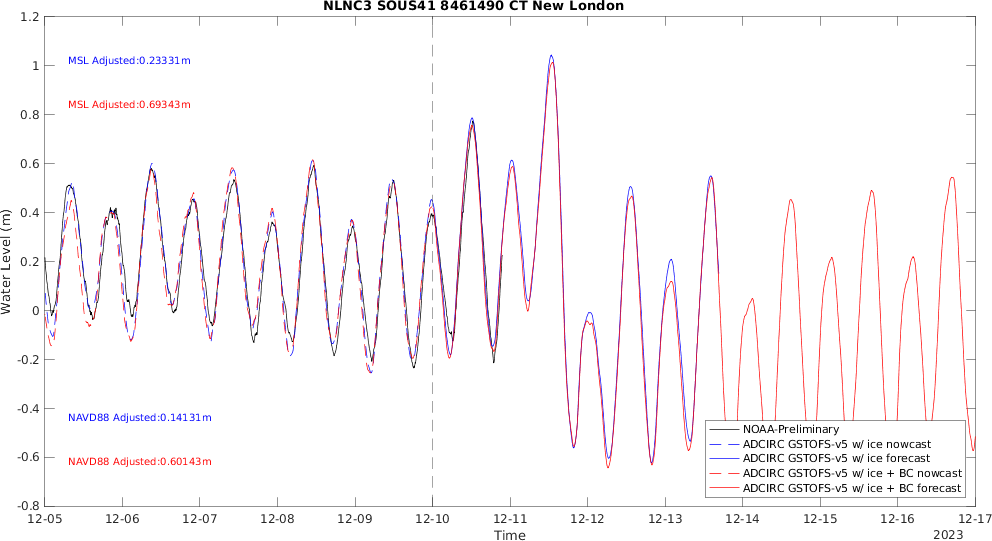 NLNC3 SOUS41 8461490 CT New London
MSL Adjusted:0.23331m
MSL Adjusted:0.69343m
NAVD88 Adjusted:0.14131m
NAVD88 Adjusted:0.60143m
Water Level (m)
1.2
1
0.8
0.6
0.4
0.2
0
-0.2
-0.4
-0.6
-0.8
NOAA-Preliminary
ADCIRC GSTOFS-v5 w/ ice nowcast
ADCIRC GSTOFS-v5 w/ ice forecast
ADCIRC GSTOFS-v5 w/ ice + BC nowcast
ADCIRC GSTOFS-v5 w/ ice + BC forecast
12-05 12-06 12-07 12-08 12-09 12-10 12-11 12-12 12-13 12-14 12-15 12-16 12-17
Time
2023